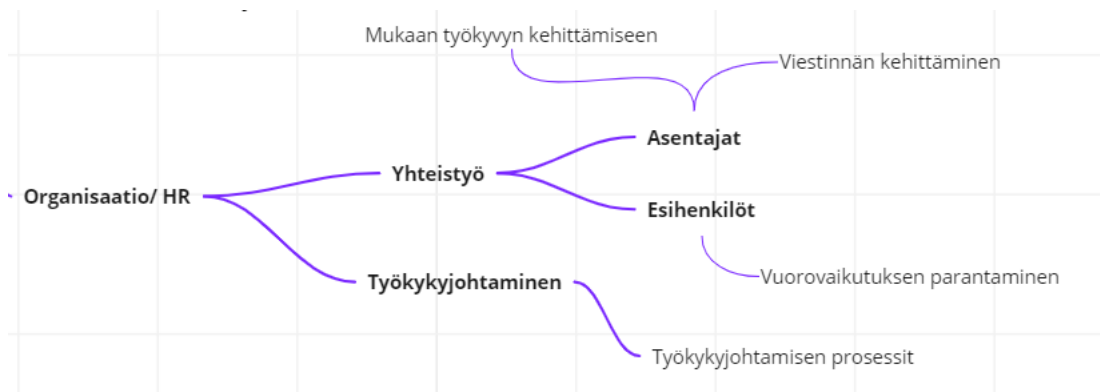 Mukaan työkyvyn kehittämiseen
Viestinnän kehittäminen
Asentajat
Yhteistyö
Organisaatio/ HR
Esihenkilöt
Vuorovaikutuksen parantaminen
Työkykyjohtaminen
Työkykyjohtamisen prosessit